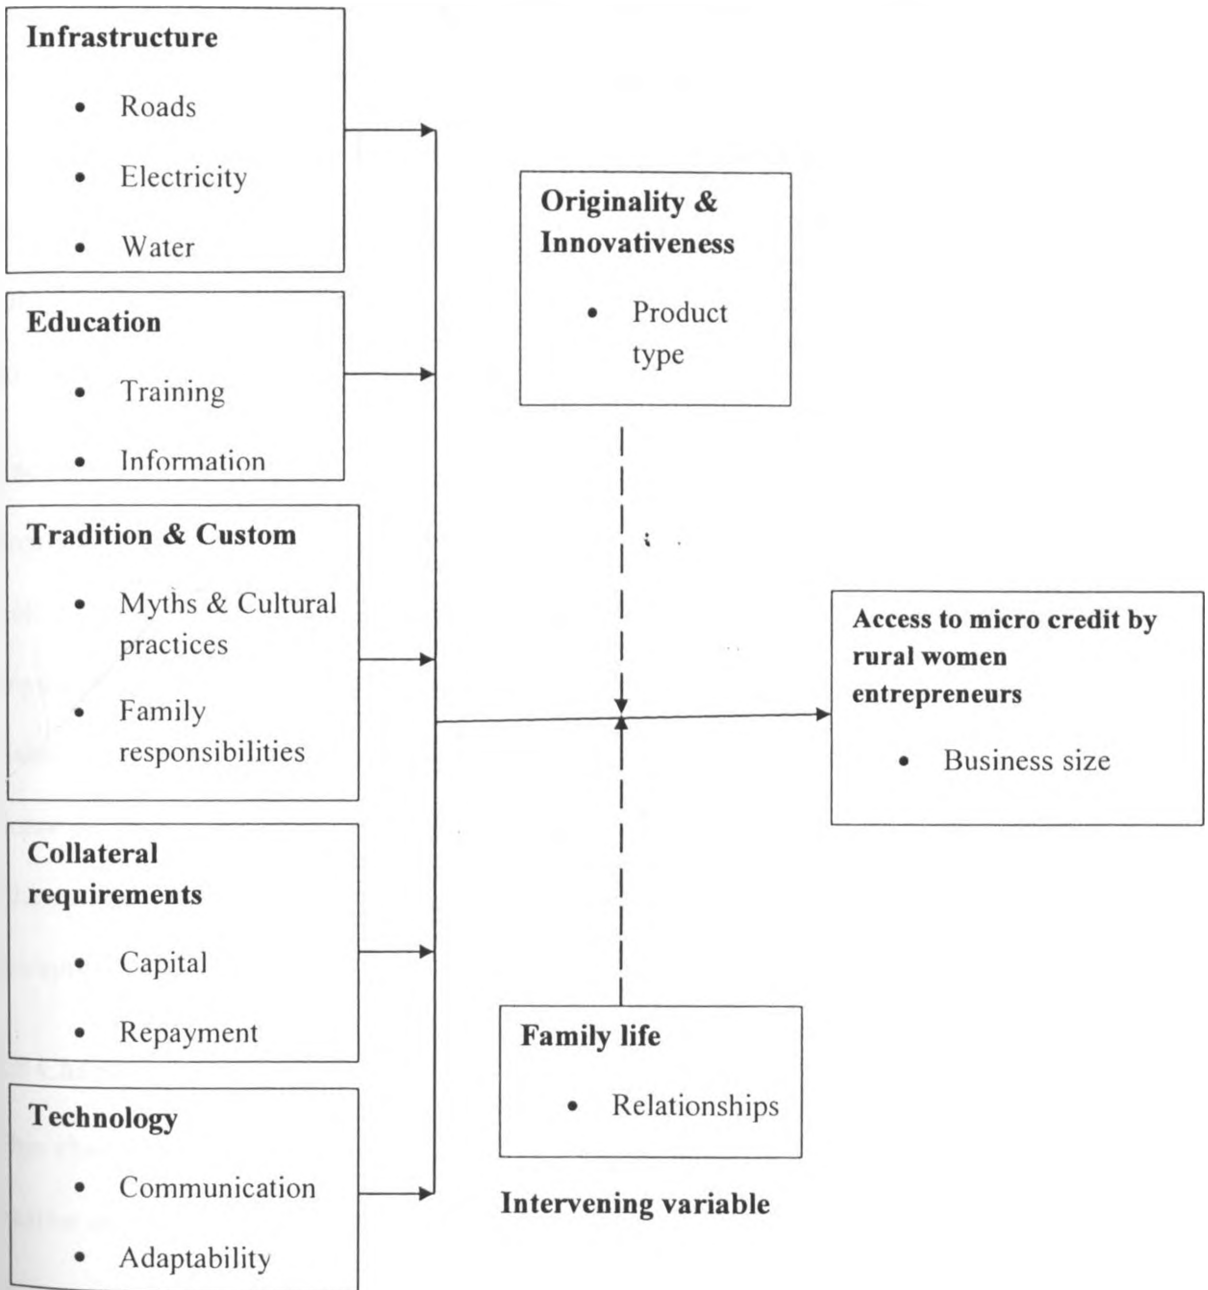 Infrastructure
• Roads
• Electricity
• Water
Education
• Training
• Information
Tradition & Custom
• Myths & Cultural
practices
• Family
responsibilities
Collateral
requirements
• Capital
• Repayment
Technology
• Communication
• Adaptability
Originality &
Innovativeness
• Product
type
Family life
• Relationships
Intervening variable
Access to micro credit by
rural women
entrepreneurs
• Business size